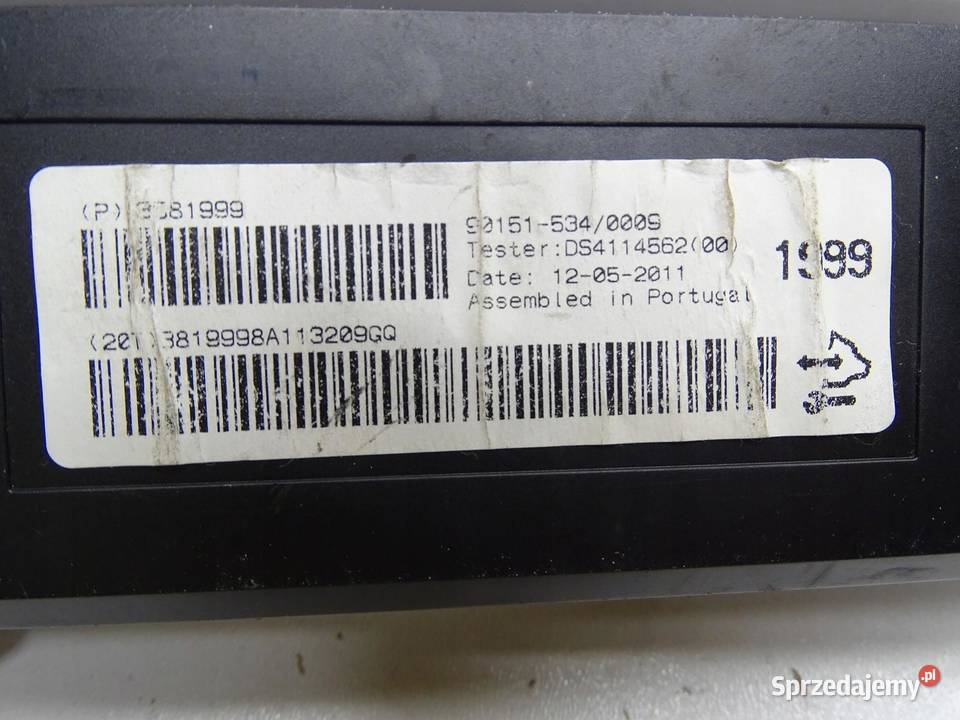 (P)
90151-534/0009
Tester:DS4114562(00)
Date: 12-05-2011
Assembled in Portugal
1999
(20T)3819998A113209GQ
Sprzedajemy.pl